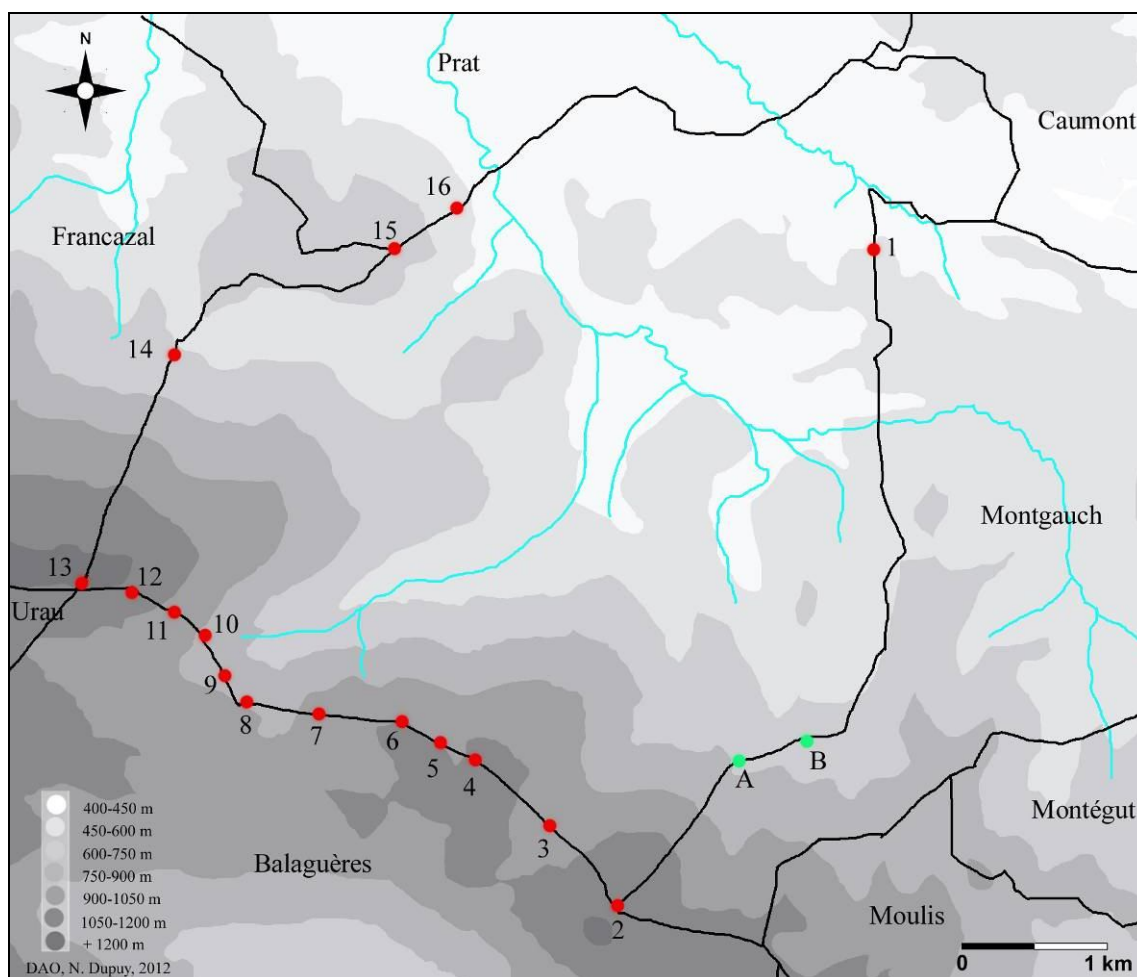 N
Prat
Caumont
16
Francazal
15
1
14
Montgauch
13
12
Urau
11
10
9
8
7
6
5
4
A
B
400-450 m
450-600 m
600-750 m
750-900 m
900-1050 m
1050-1200 m
+ 1200 m
Montégut
3
Balaguères
2
Moulis
0
1 km
DAO, N. Dupuy, 2012